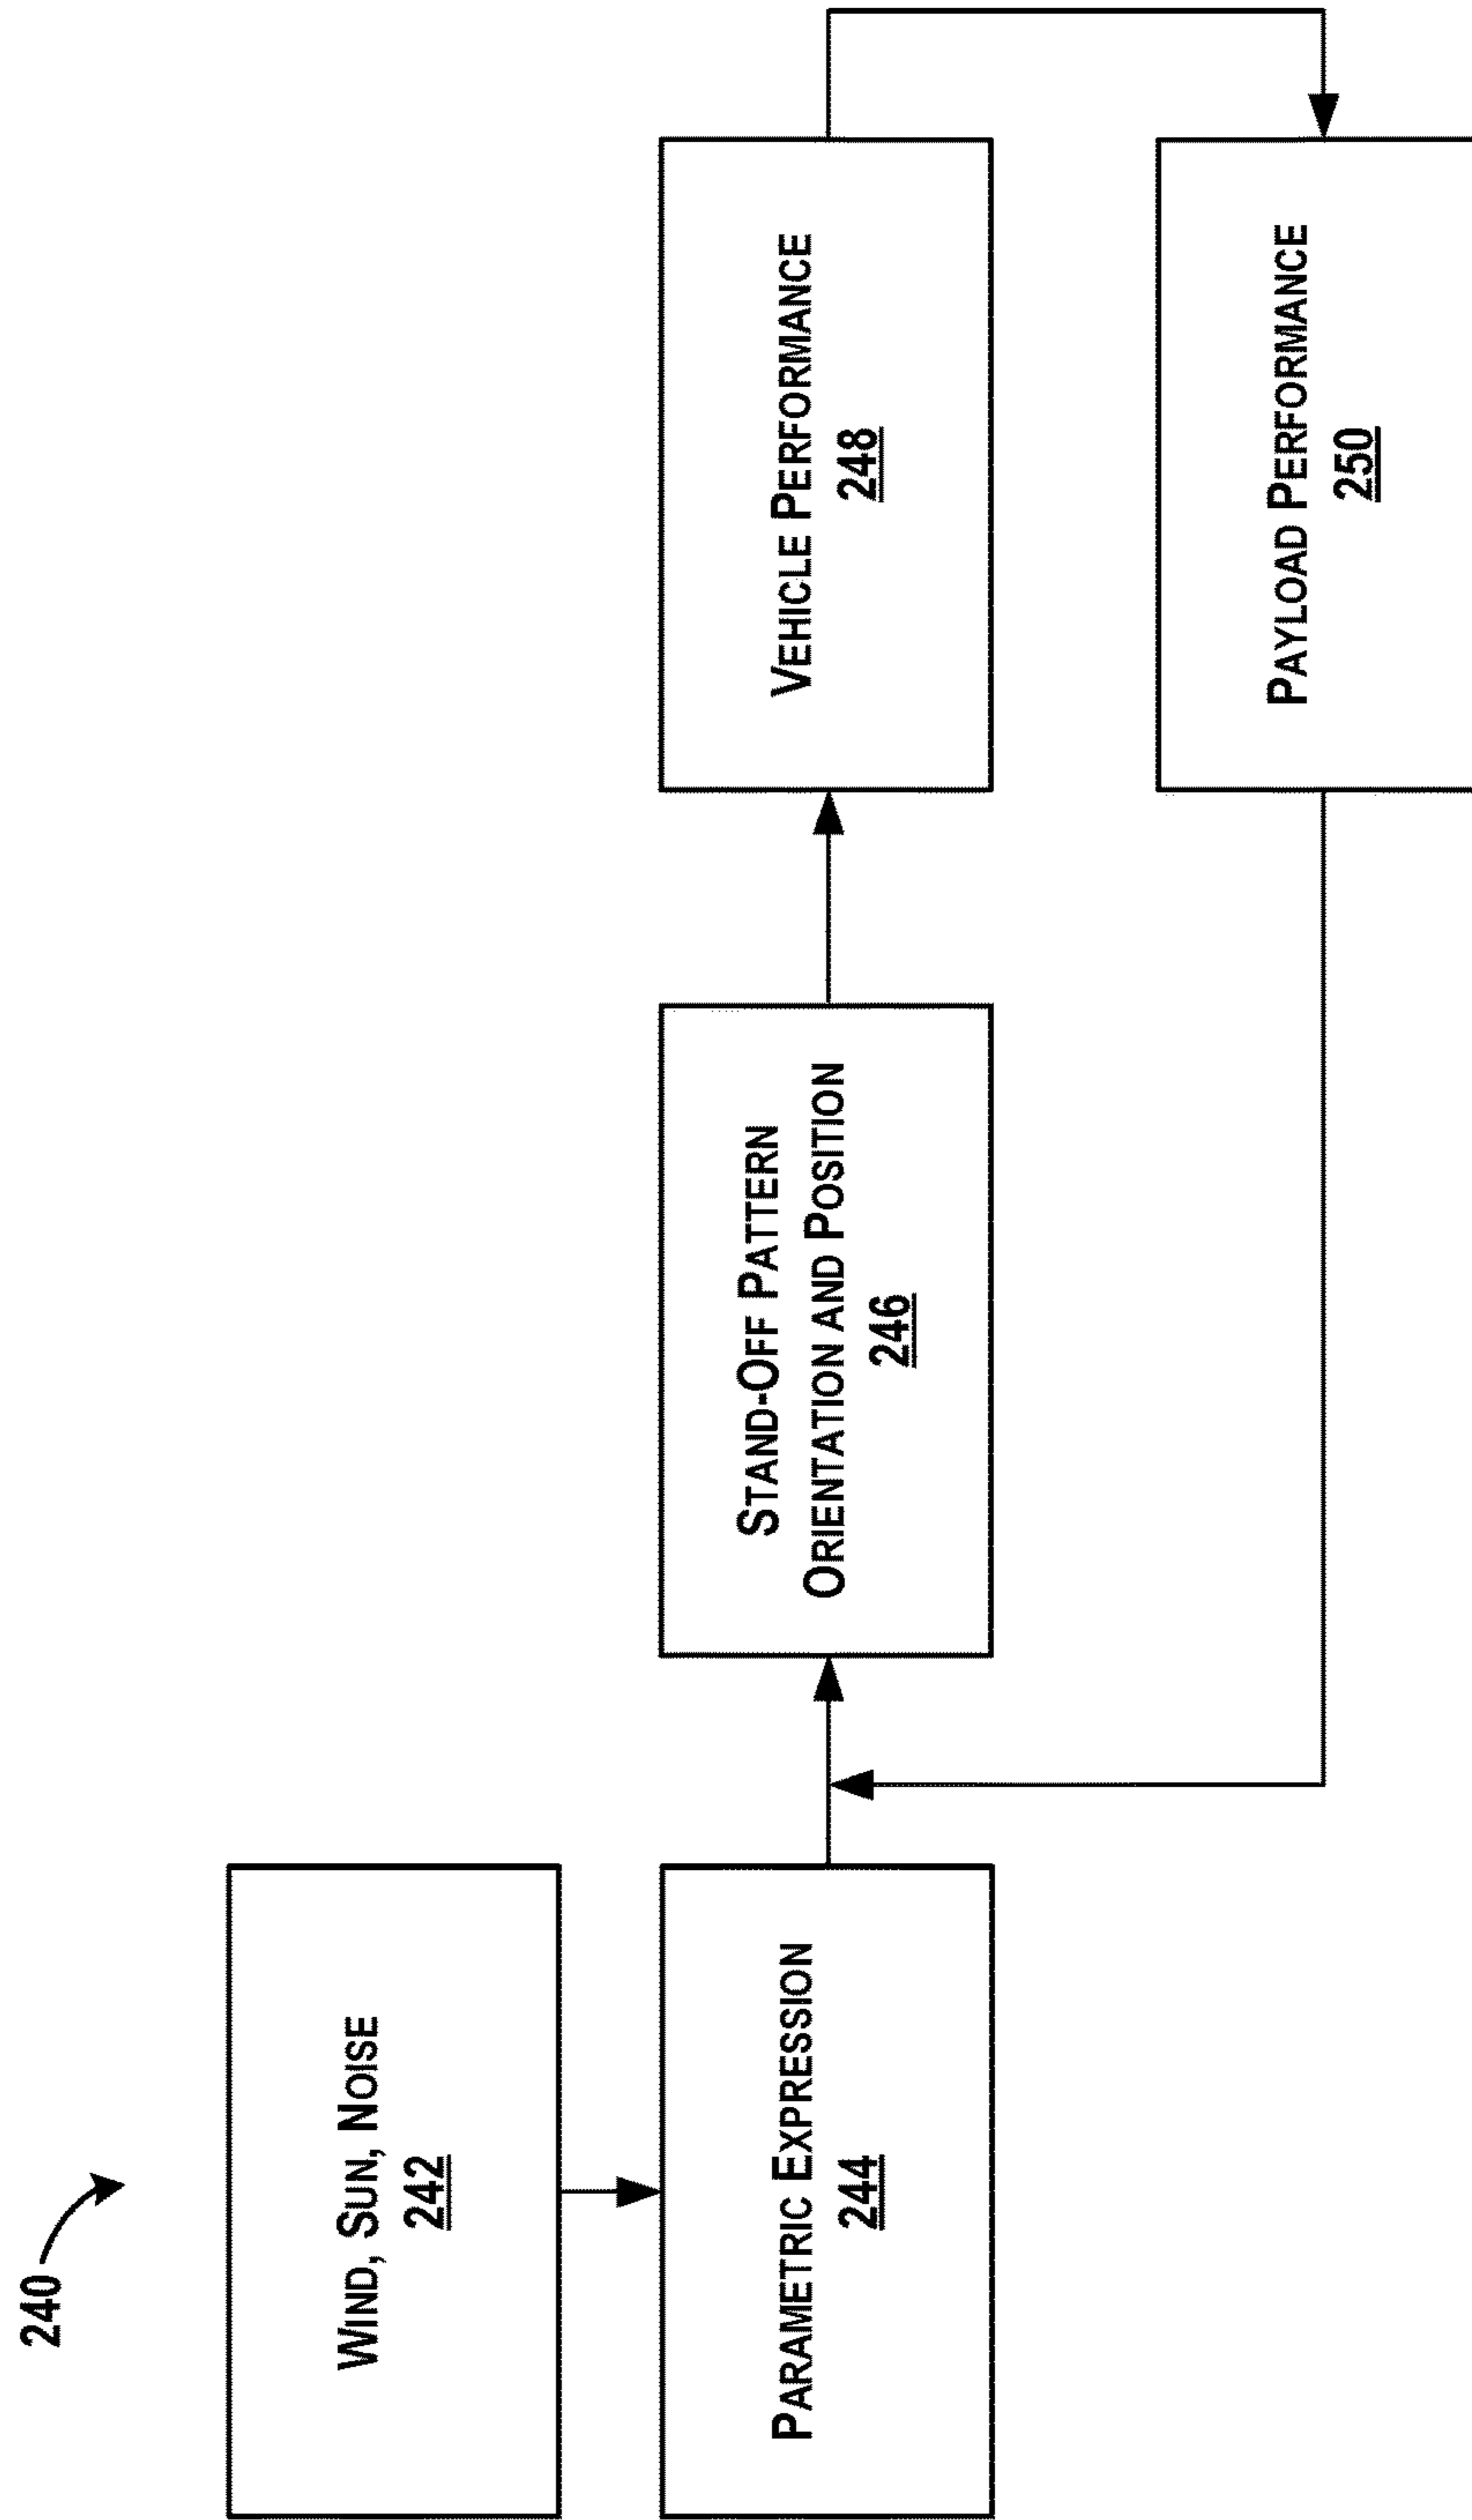 240
WIND, SUN, NOISE
242
PARAMETRIC EXPRESSION
244
STAND-OFF PATTERN
ORIENTATION AND POSITION
246
VEHICLE PERFORMANCE
248
PAYLOAD PERFORMANCE
250